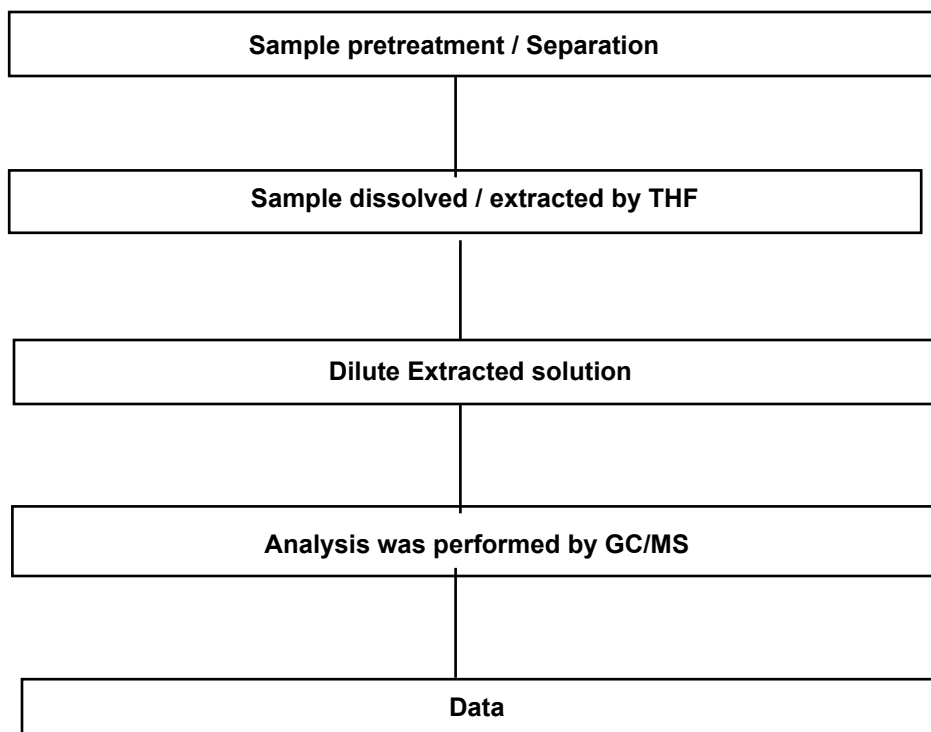 Sample pretreatment / Separation
Sample dissolved / extracted by THF
Dilute Extracted solution
Analysis was performed by GC/MS
Data